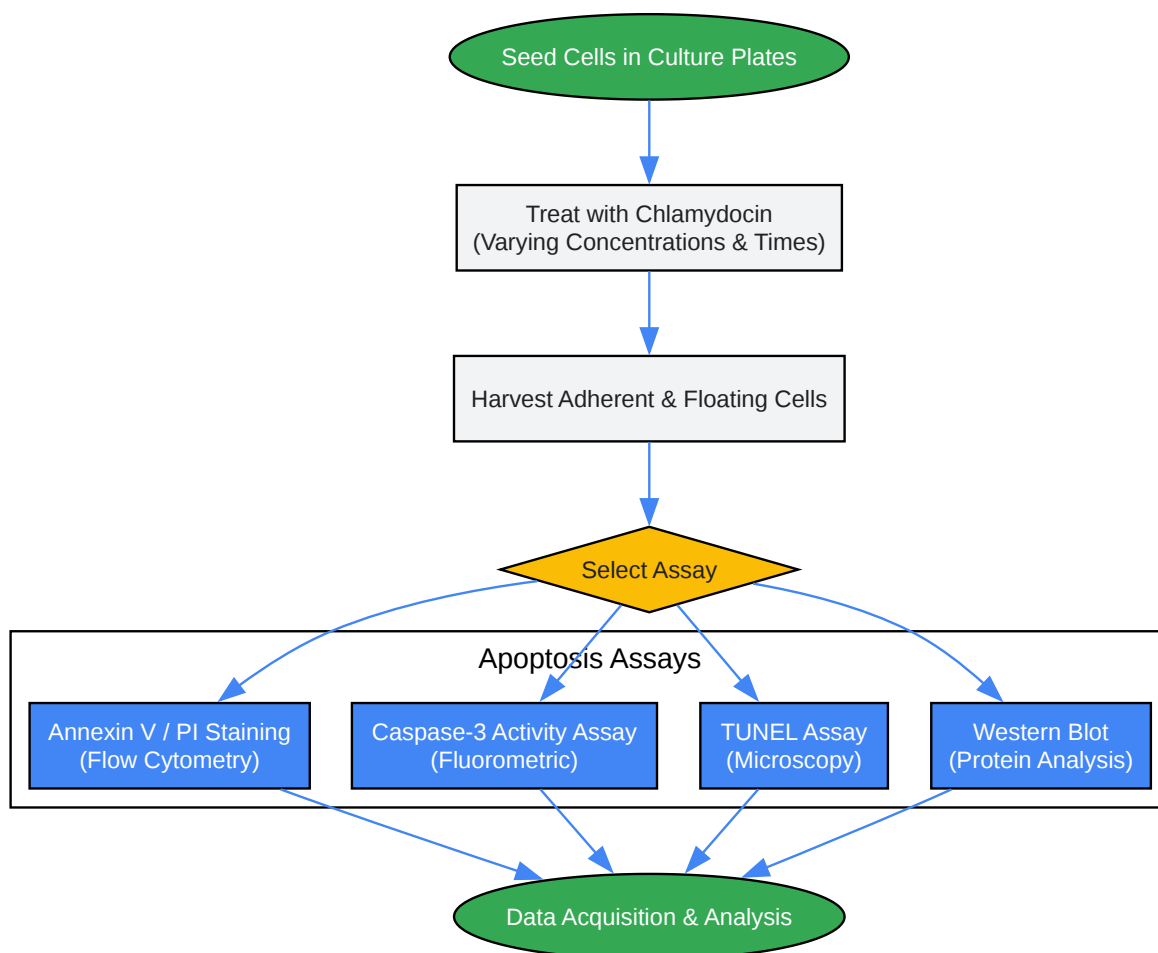 Seed Cells in Culture Plates
Treat with Chlamydocin
(Varying Concentrations & Times)
Harvest Adherent & Floating Cells
Select Assay
Apoptosis Assays
Annexin V / PI Staining
(Flow Cytometry)
Caspase-3 Activity Assay
(Fluorometric)
TUNEL Assay
(Microscopy)
Western Blot
(Protein Analysis)
Data Acquisition & Analysis